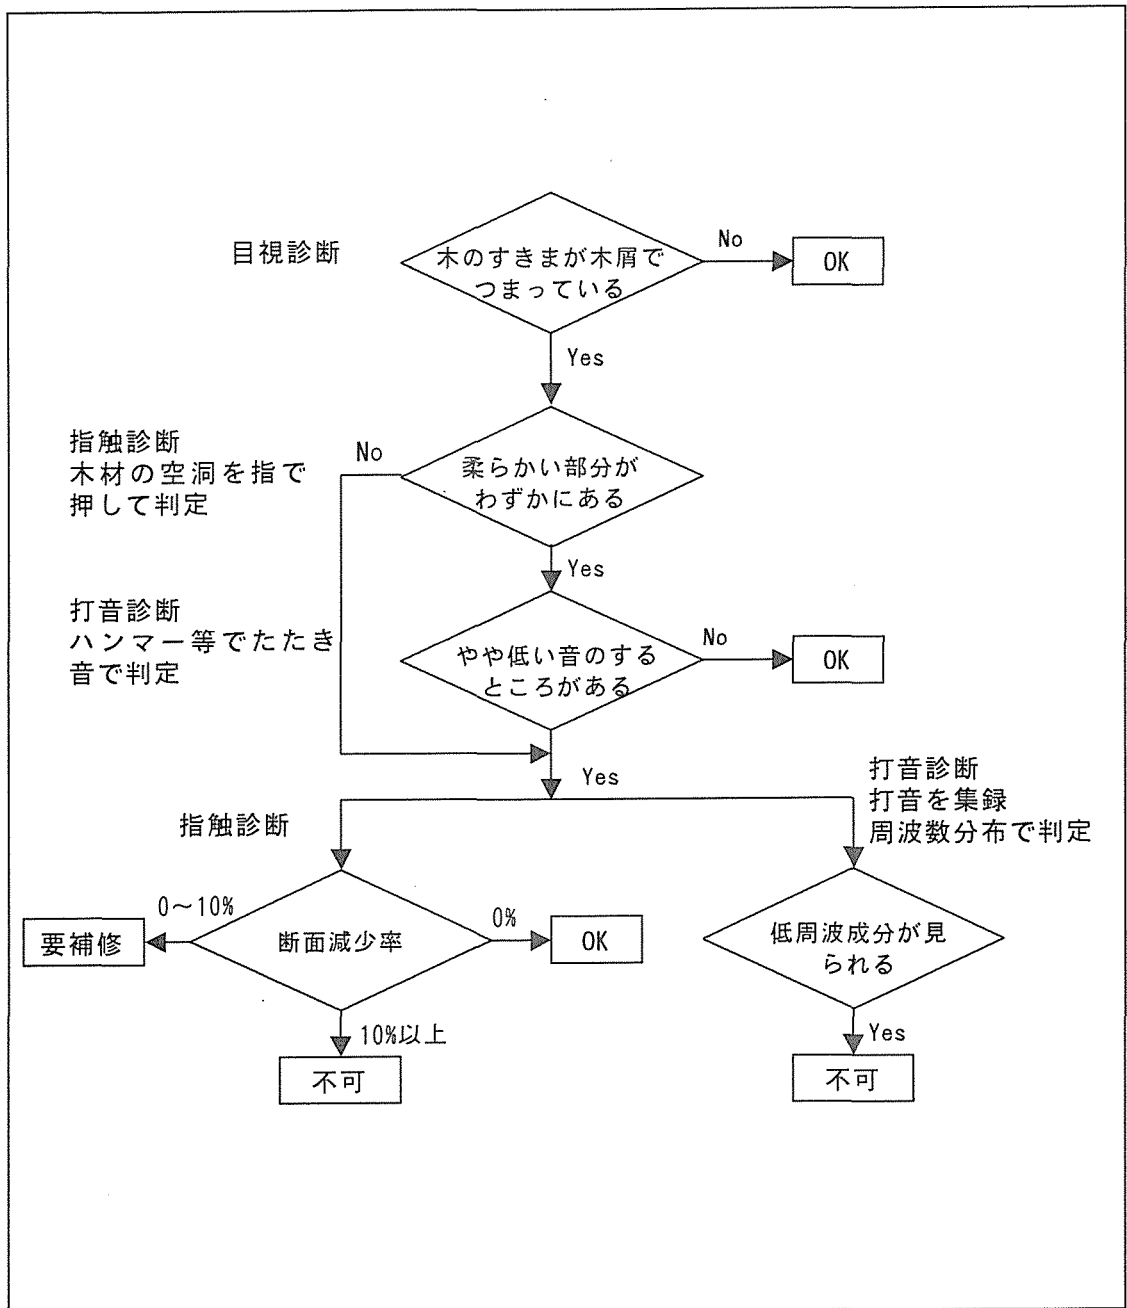 目視診断
木のすきまが木屑で
つまっている
No
OK
Yes
指触診断
木材の空洞を指で
押して判定
No
柔らかい部分が
わずかにある
Yes
打音診断
ハンマー等でたたき
音で判定
やや低い音のする
ところがある
No
OK
Yes
打音診断
打音を集録
周波数分布で判定
指触診断
0~10%
要補修
断面減少率
0%
OK
10%以上
不可
低周波成分が見
られる
Yes
不可